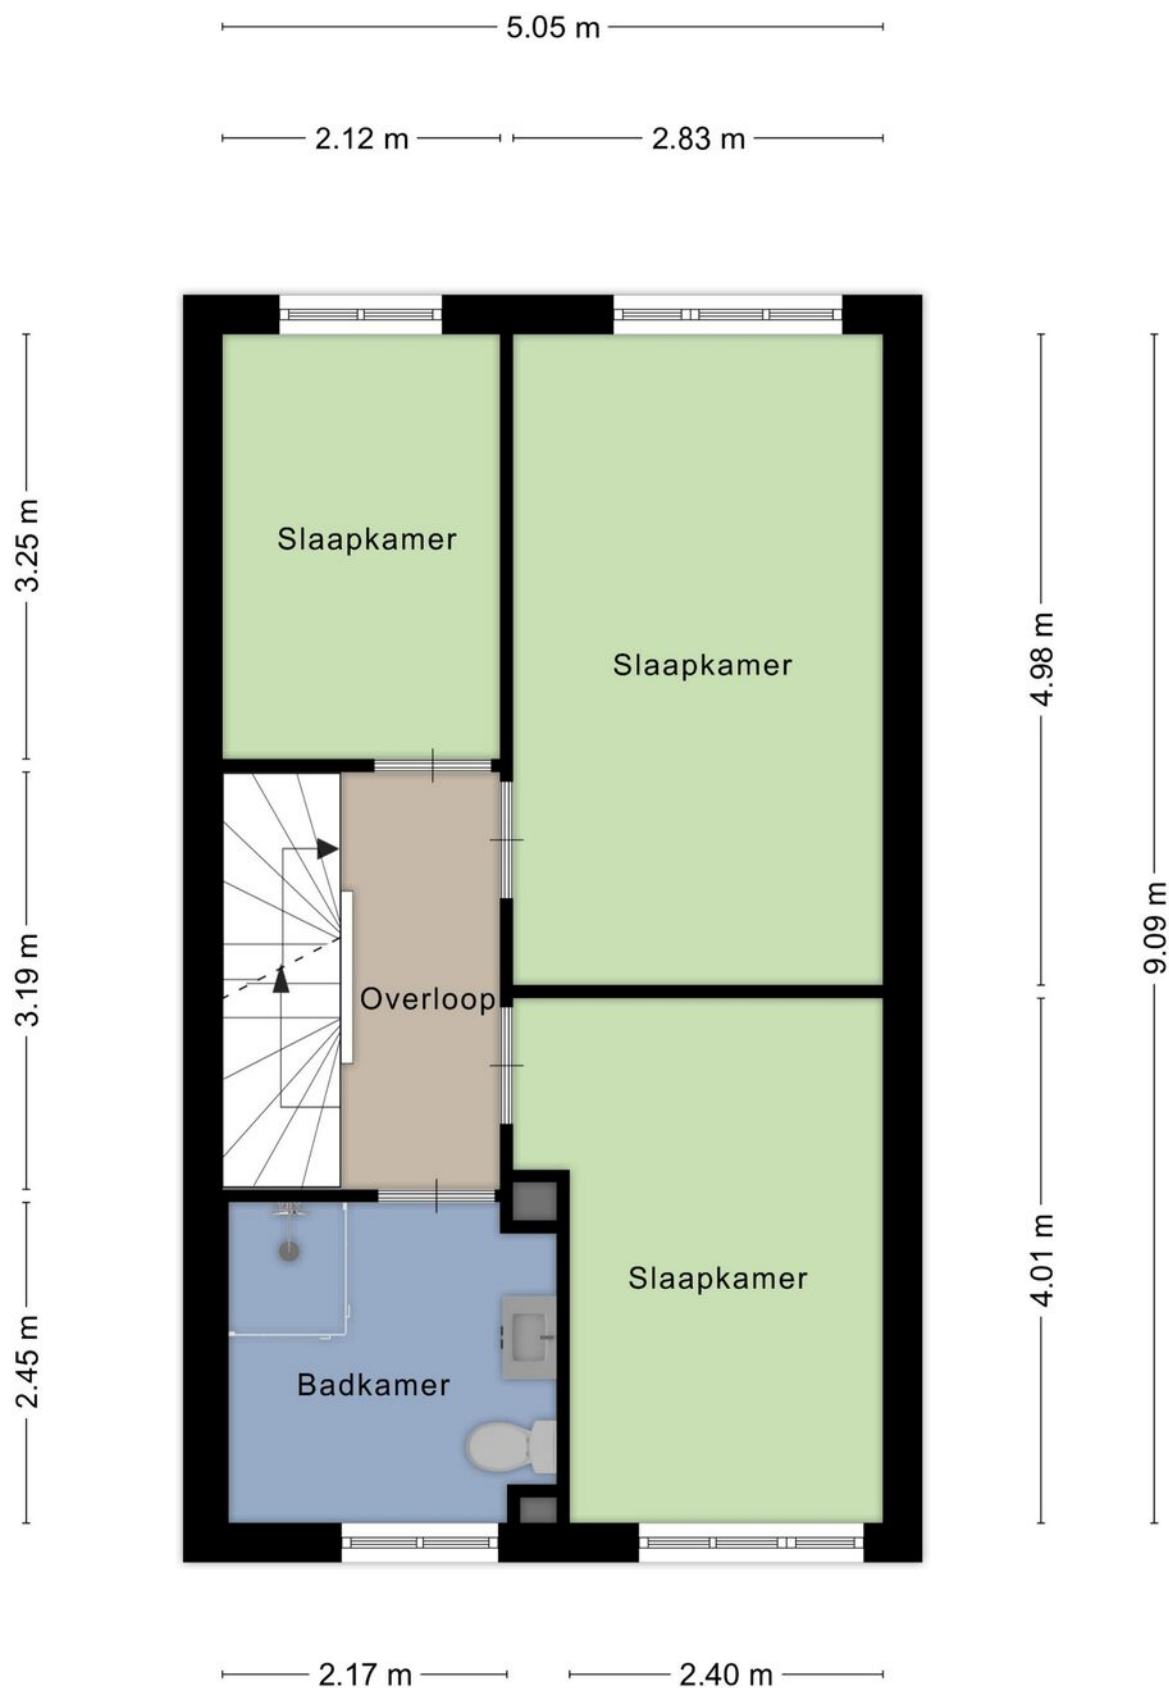 5.05 m
2.12 m
2.83 m
3.25 m
Slaapkamer
Slaapkamer
4.98 m
9.09 m
3.19 m
Overloop
4.01 m
Slaapkamer
2.45 m
Badkamer
2.17 m
2.40 m